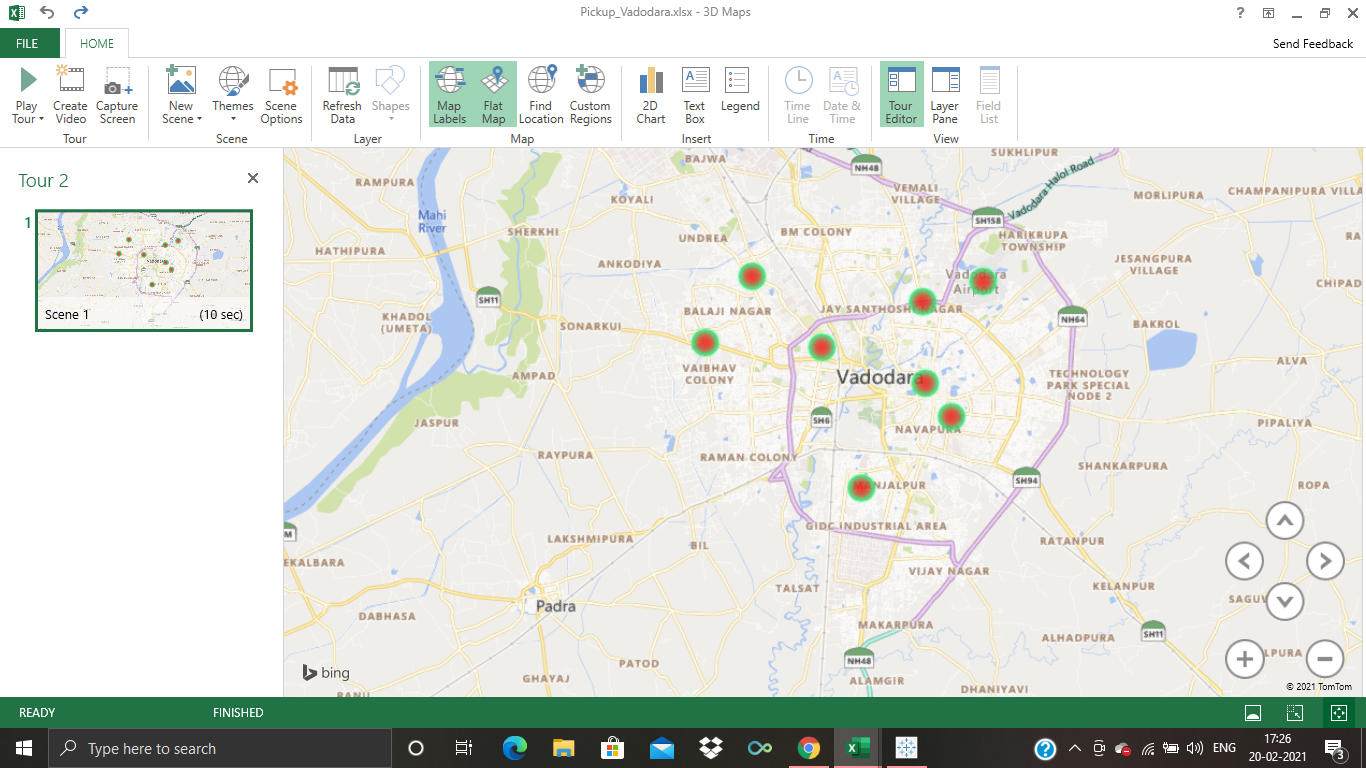 Pickup_Vadodara.xlsx - 3D Maps
?
FILE
HOME
Send Feedback
Play Tour
Create Video
Capture Screen
New Scene
Themes
Scene Options
Refresh Data
Shapes
Map Labels
Flat Map
Find Location
Custom Regions
2D Chart
Text Box
Legend
Time Line
Date & Time
Tour Editor
Layer Pane
Field List
Tour
Scene
Layer
Map
Insert
Time
View
Tour 2
1
Scene 1
(10 sec)
BAJWA
NH48
SUKHLIPUR
RAMPURA
VEMALI VILLAGE
Vadodara Halol Road
MORLIPURA
CHAMPANIPURA VILLA
KOYALI
Mahi River
SH158
SHERKHI
UNDREA
BM COLONY
HARIKRUPA TOWNSHIP
RA
HATHIPURA
ANKODIYA
JESANGPURA VILLAGE
Vadodara Airport
CHIPAD
SH11
KHADOL (UMETA)
BALAJI NAGAR
JAY SANTHOSHI NAGAR
NH64
SONARKUI
BAKROL
ALVA
AMPAD
VAIBHAV COLONY
Vadodara
TECHNOLOGY PARK SPECIAL NODE 2
JASPUR
SH6
NAVAPURA
PIPALIYA
RAYPURA
RAMAN COLONY
SHANKARPURA
SH94
MANJALPUR
ROPA
M
GIDC INDUSTRIAL AREA
LAKSHMIPURA
BIL
RATANPUR
EKALBARA
VIJAY NAGAR
TALSAT
KELANPUR
SAGUV
Padra
DABHASA
MAKARPURA
SH11
ALHADPURA
NH48
PATOD
LPURA
bing
GHAYAJ
ALAMGIR
DHANIYAVI
RANU
© 2021 TomTom
READY
FINISHED
Type here to search
ENG
17:26
20-02-2021
3